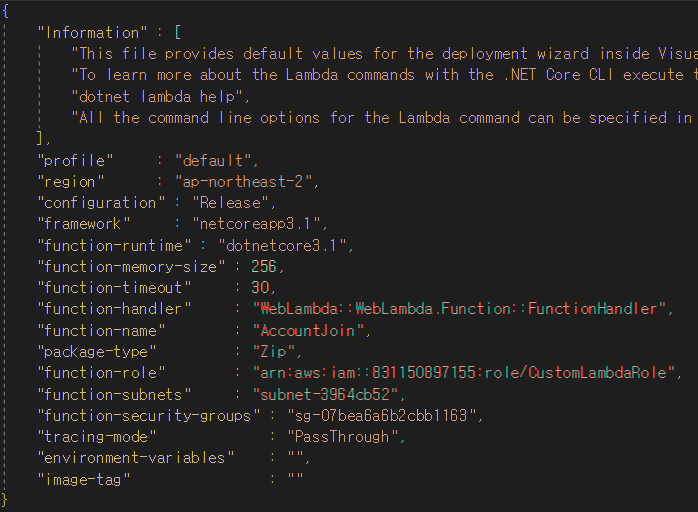 {
"Information" : [
"This file provides default values for the deployment wizard inside Visua
"To learn more about the Lambda commands with the .NET Core CLI execute t
"dotnet lambda help",
"All the command line options for the Lambda command can be specified in
],
"profile" : "default",
"region" : "ap-northeast-2",
"configuration" : "Release",
"framework" : "netcoreapp3.1",
"function-runtime" : "dotnetcore3.1",
"function-memory-size" : 256,
"function-timeout" : 30,
"function-handler" : "WebLambda::WebLambda.Function::FunctionHandler",
"function-name" : "AccountJoin",
"package-type" : "Zip",
"function-role" : "arn:aws:iam::831150897155:role/CustomLambdaRole",
"function-subnets" : "subnet-3964cb52",
"function-security-groups" : "sg-07bea6a6b2cbb1163",
"tracing-mode" : "PassThrough",
"environment-variables" : "",
"image-tag" : ""
}